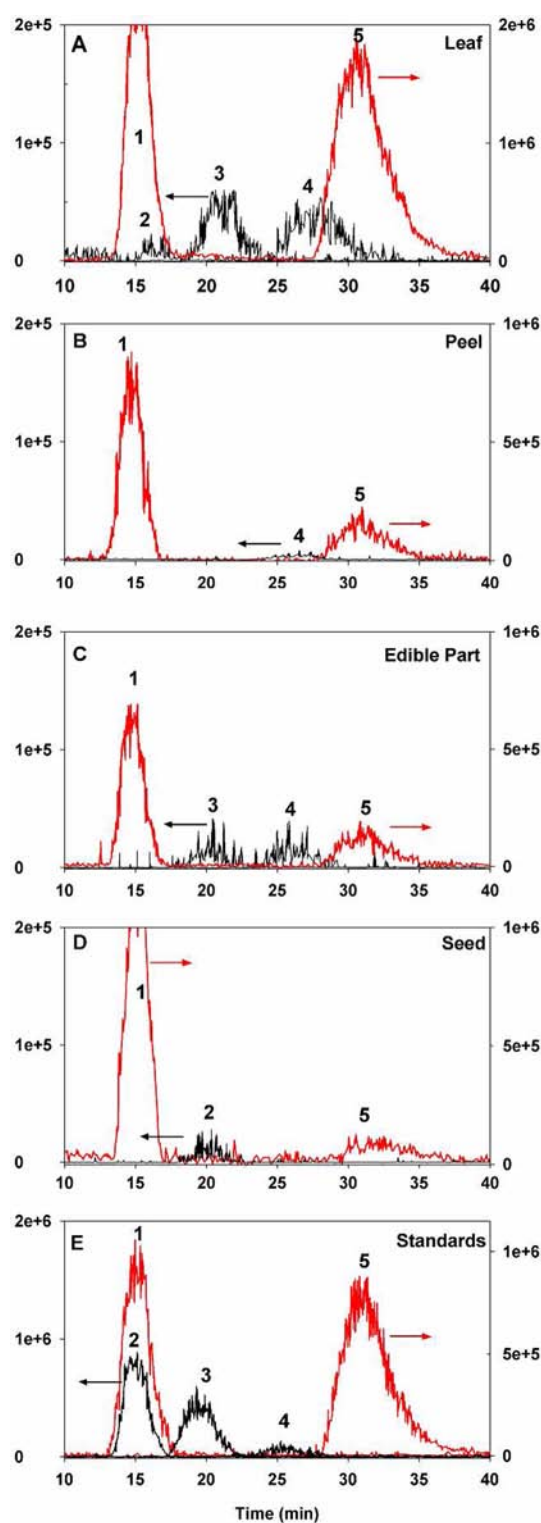 A Leaf
2e+5 2e+6
1e+5 1e+6
0 0
1 2 3 4 5
10 15 20 25 30 35 40
B Peel
2e+5 1e+6
1e+5 5e+5
0 0
1 4 5
10 15 20 25 30 35 40
C Edible Part
2e+5 1e+6
1e+5 5e+5
0 0
1 3 4 5
10 15 20 25 30 35 40
D Seed
2e+5 1e+6
1e+5 5e+5
0 0
1 2 5
10 15 20 25 30 35 40
E Standards
2e+6 1e+6
1e+6 5e+5
0 0
1 2 3 4 5
10 15 20 25 30 35 40
Time (min)